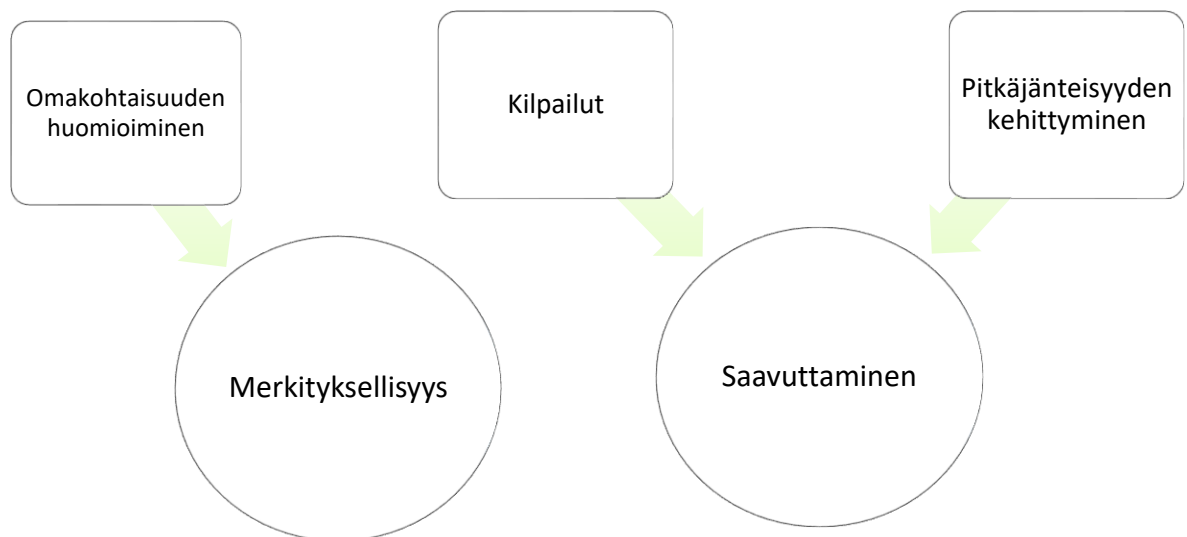 Omakohtaisuuden
huomioiminen
Kilpailut
Pitkäjänteisyyden
kehittyminen
Merkityksellisyys
Saavuttaminen